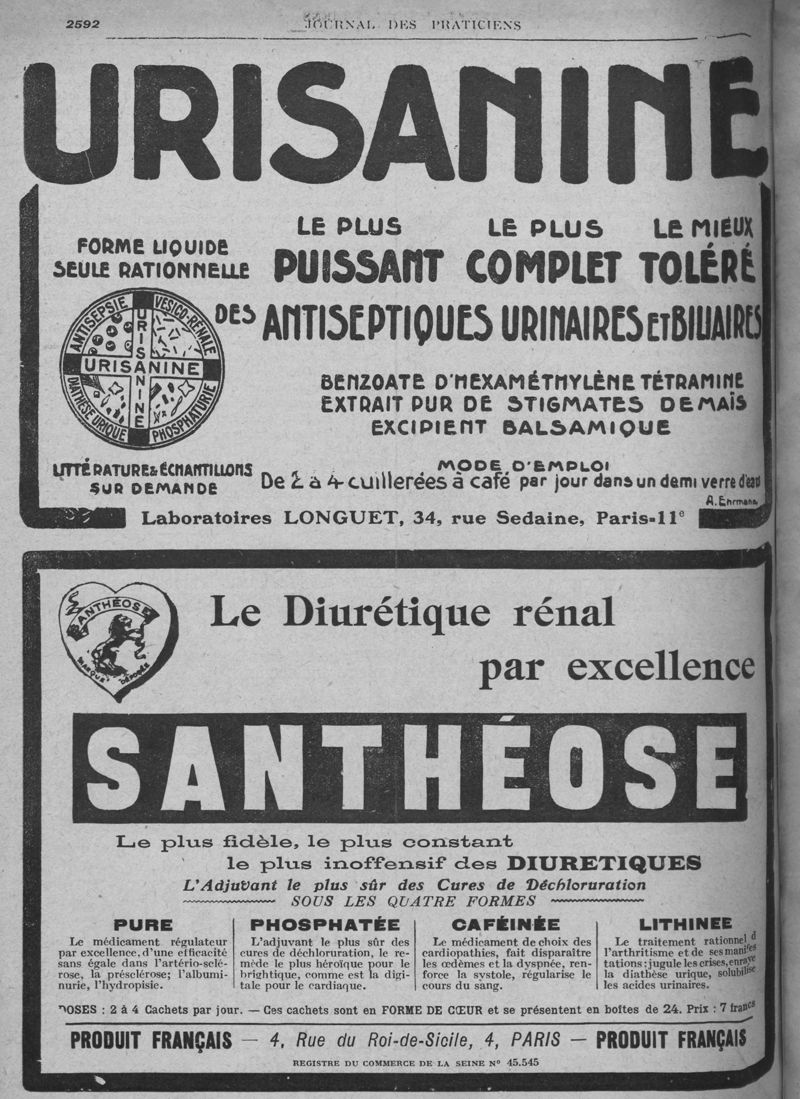 2592
JOURNAL DES PRATICIENS
URISANINE
FORME LIQUIDE
SEULE RATIONNELLE
LE PLUS LE PLUS LE MIEUX
PUISSANT COMPLET TOLÉRÉ
DES ANTISEPTIQUES URINAIRES ET BILIAIRES
ANTISEPSIE VESICO-RÉNALE
URISANINE
URISANINE
DIATHÈSE URIQUE PHOSPHATURIE
BENZOATE D'HEXAMÉTHYLÈNE TÉTRAMINE
EXTRAIT PUR DE STIGMATES DE MAÏS
EXCIPIENT BALSAMIQUE
LITTÉRATURE & ÉCHANTILLONS
SUR DEMANDE
MODE D'EMPLOI
De 2 à 4 cuillerées à café par jour dans un demi verre d'eau
A. Ehrmann
Laboratoires LONGUET, 34, rue Sedaine, Paris-11e
SANTHÉOSE
MARQUE DÉPOSÉE
Le Diurétique rénal
par excellence
SANTHÉOSE
Le plus fidèle, le plus constant
le plus inoffensif des DIURETIQUES
L'Adjuvant le plus sûr des Cures de Déchloruration
SOUS LES QUATRE FORMES
PURE
Le médicament régulateur
par excellence, d'une efficacité
sans égale dans l'artério-sclé-
rose, la présclérose; l'albumi-
nurie, l'hydropisie.
PHOSPHATÉE
L'adjuvant le plus sûr des
cures de déchloruration, le re-
mède le plus héroïque pour le
brightique, comme est la digi-
tale pour le cardiaque.
CAFÉINÉE
Le médicament de choix des
cardiopathies, fait disparaître
les œdèmes et la dyspnée, ren-
force la systole, régularise le
cours du sang.
LITHINEE
Le traitement rationnel d
l'arthritisme et de ses manifes
tations: jugule les crises, enraye
la diathèse urique, solubilise
les acides urinaires.
DOSES : 2 à 4 Cachets par jour. — Ces cachets sont en FORME DE CŒUR et se présentent en boîtes de 24. Prix : 7 francs
PRODUIT FRANÇAIS — 4, Rue du Roi-de-Sicile, 4, PARIS — PRODUIT FRANÇAIS
REGISTRE DU COMMERCE DE LA SEINE N° 45.545